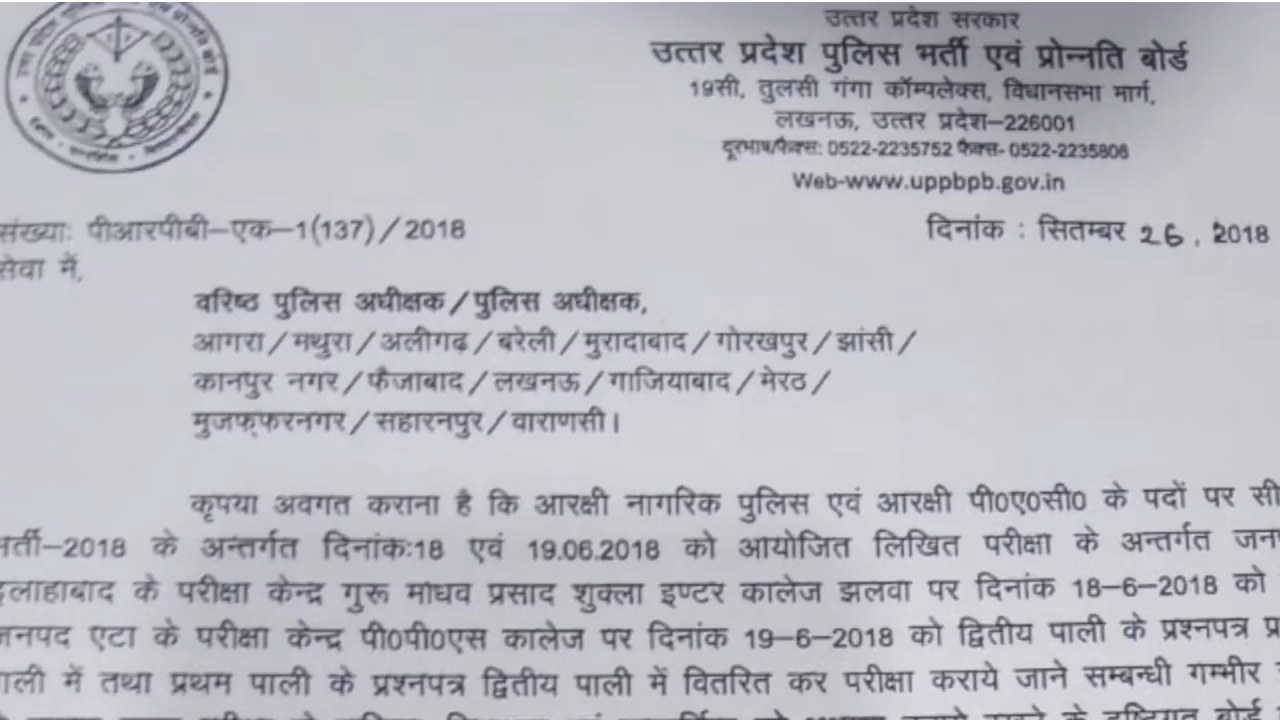 उत्तर प्रदेश सरकार
उत्तर प्रदेश पुलिस भर्ती एवं प्रोन्नति बोर्ड
19सी, तुलसी गंगा कॉम्पलेक्स, विधानसभा मार्ग,
लखनऊ, उत्तर प्रदेश–226001
दूरभाष/फैक्स: 0522-2235752 फैक्स- 0522-2235806
Web-www.uppbpb.gov.in
संख्याः पीआरपीबी–एक–1(137)/2018
दिनांक : सितम्बर 26, 2018
सेवा में,
वरिष्ठ पुलिस अधीक्षक/पुलिस अधीक्षक,
आगरा/मथुरा/अलीगढ़/बरेली/मुरादाबाद/गोरखपुर/झांसी/
कानपुर नगर/फैजाबाद/लखनऊ/गाजियाबाद/मेरठ/
मुजफ्फरनगर/सहारनपुर/वाराणसी।
कृपया अवगत कराना है कि आरक्षी नागरिक पुलिस एवं आरक्षी पी0ए0सी0 के पदों पर सी
भर्ती–2018 के अन्तर्गत दिनांकः18 एवं 19.06.2018 को आयोजित लिखित परीक्षा के अन्तर्गत जन
इलाहाबाद के परीक्षा केन्द्र गुरू माधव प्रसाद शुक्ला इण्टर कालेज झलवा पर दिनांक 18–6–2018 को
जनपद एटा के परीक्षा केन्द्र पी0पी0एस कालेज पर दिनांक 19–6–2018 को द्वितीय पाली के प्रश्नपत्र प्र
पाली में तथा प्रथम पाली के प्रश्नपत्र द्वितीय पाली में वितरित कर परीक्षा कराये जाने सम्बन्धी गम्भीर